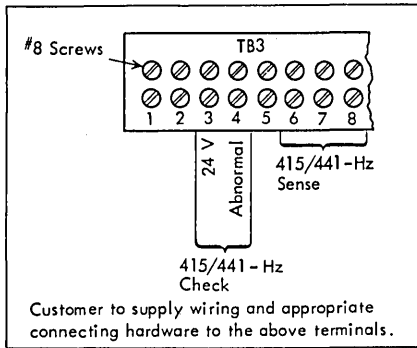 TB3
#8 Screws
1 2 3 4 5 6 7 8
24 V
Abnormal
415/441-Hz
Sense
415/441-Hz
Check
Customer to supply wiring and appropriate
connecting hardware to the above terminals.